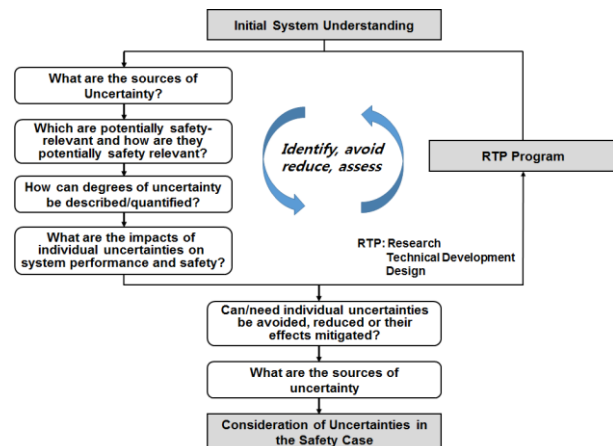 Initial System Understanding
What are the sources of
Uncertainty?
Which are potentially safety-
relevant and how are they
potentially safety relevant?
How can degrees of uncertainty
be described/quantified?
What are the impacts of
individual uncertainties on
system performance and safety?
Identify, avoid
reduce, assess
RTP Program
RTP: Research
Technical Development
Design
Can/need individual uncertainties
be avoided, reduced or their
effects mitigated?
What are the sources of
uncertainty
Consideration of Uncertainties in
the Safety Case